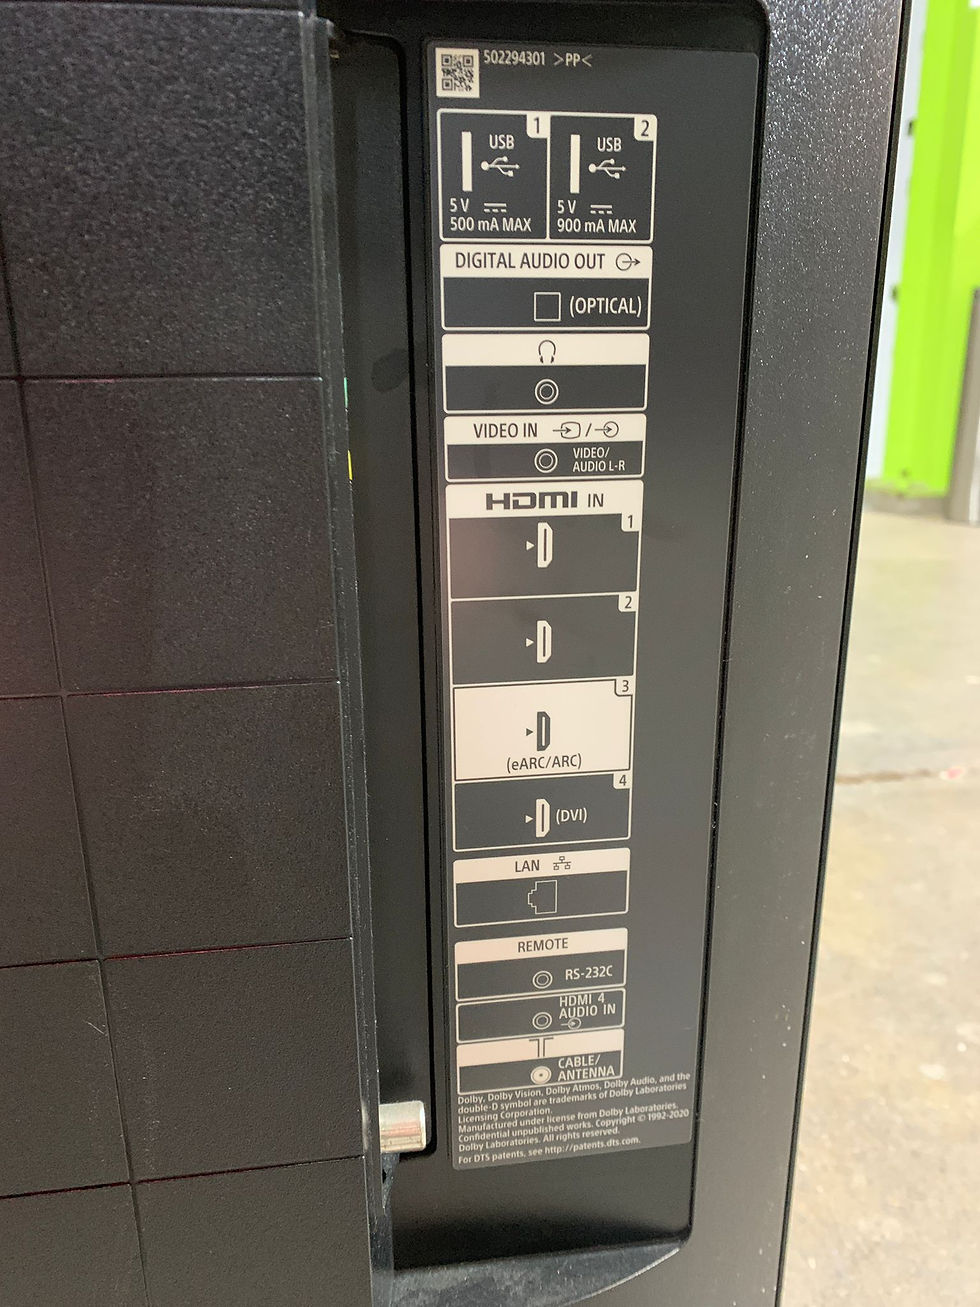 502294301 >PP<
1
USB
5 V
500 mA MAX
2
USB
5 V
900 mA MAX
DIGITAL AUDIO OUT
(OPTICAL)
VIDEO IN /
VIDEO/
AUDIO L-R
HDMI IN
1
2
3
(eARC/ARC)
4
(DVI)
LAN
REMOTE
RS-232C
HDMI 4
AUDIO IN
CABLE/
ANTENNA
Dolby, Dolby Vision, Dolby Atmos, Dolby Audio, and the
double-D symbol are trademarks of Dolby Laboratories
Licensing Corporation.
Manufactured under license from Dolby Laboratories.
Confidential unpublished works. Copyright © 1992-2020
Dolby Laboratories. All rights reserved.
For DTS patents, see http://patents.dts.com.